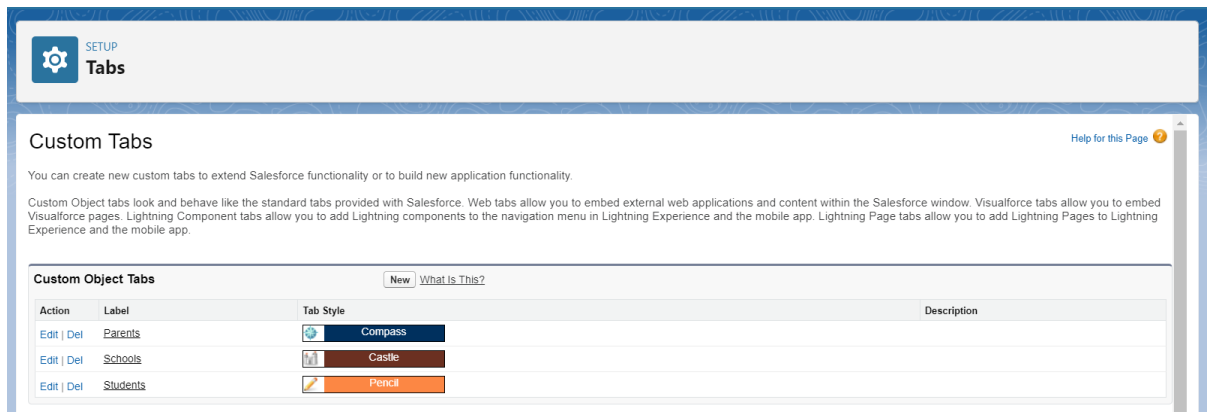 SETUP
Tabs
Custom Tabs
Help for this Page ?
You can create new custom tabs to extend Salesforce functionality or to build new application functionality.
Custom Object tabs look and behave like the standard tabs provided with Salesforce. Web tabs allow you to embed external web applications and content within the Salesforce window. Visualforce tabs allow you to embed
Visualforce pages. Lightning Component tabs allow you to add Lightning components to the navigation menu in Lightning Experience and the mobile app. Lightning Page tabs allow you to add Lightning Pages to Lightning
Experience and the mobile app.
Custom Object Tabs New What Is This?
Action Label Tab Style Description
Edit | Del Parents Compass
Edit | Del Schools Castle
Edit | Del Students Pencil